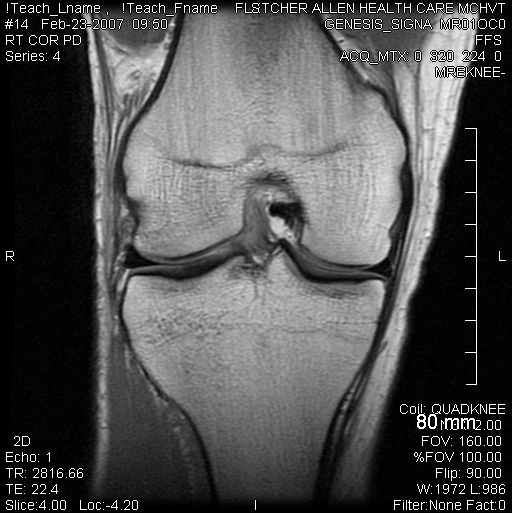 !Teach_Lname , !Teach_Fname FLSTCHER ALLEN HEALTH CARE MCHVT
#14 Feb-23-2007 09:50 GENESIS_SIGNA, MR01OC0
RT COR PD FFS
Series: 4 ACQ_MTX: 0 320 224 0
MREKNEE-
R L
Coil: QUADKNEE
80 mm 2.00
2D FOV: 160.00
Echo: 1 %FOV 100.00
TR: 2816.66 Flip: 90.00
TE: 22.4 W:1972 L:986
Slice:4.00 Loc:-4.20 I Filter:None Fact:0